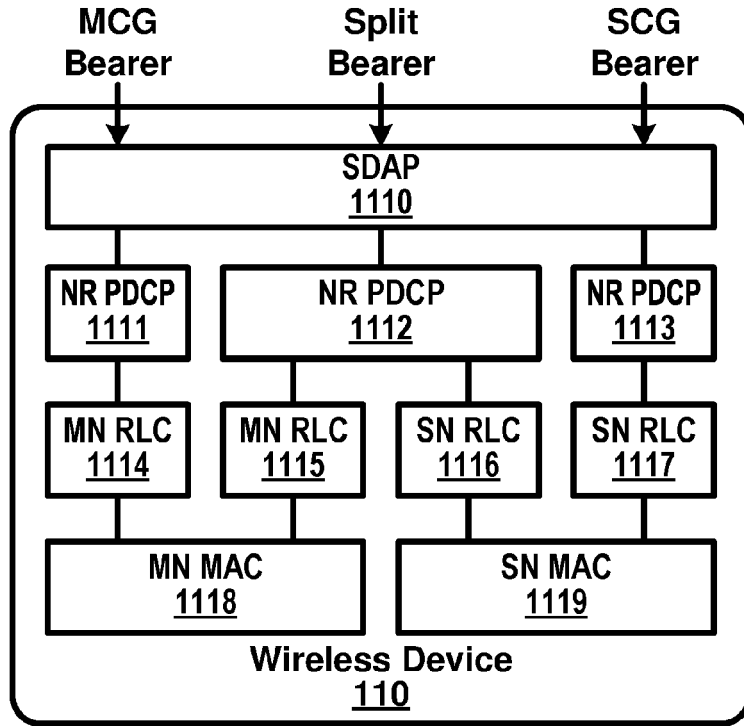 MCG Bearer
Split Bearer
SCG Bearer
SDAP
1110
NR PDCP
1111
NR PDCP
1112
NR PDCP
1113
MN RLC
1114
MN RLC
1115
SN RLC
1116
SN RLC
1117
MN MAC
1118
SN MAC
1119
Wireless Device
110